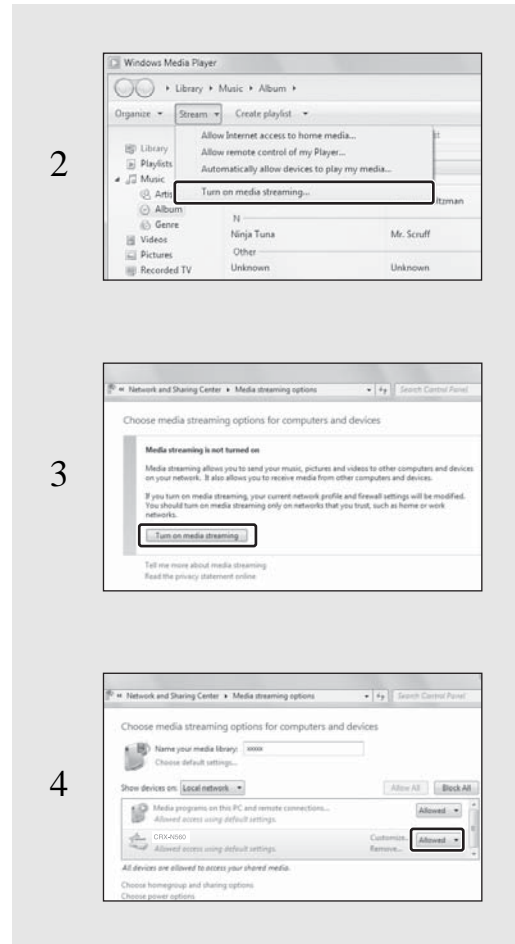 2
Windows Media Player
Library ▸ Music ▸ Album ▸
Organize ▾ Stream ▾ Create playlist ▾
Allow Internet access to home media...
Allow remote control of my Player...
Automatically allow devices to play my media...
Turn on media streaming...
Library
Playlists
Music
Album
Genre
Videos
Pictures
Recorded TV
itzman
N
Ninja Tuna Mr. Scruff
Other
Unknown Unknown
3
« Network and Sharing Center ▸ Media streaming options Search Control Panel
Choose media streaming options for computers and devices
Media streaming is not turned on
Media streaming allows you to send your music, pictures and videos to other computers and devices
on your network. It also allows you to receive media from other computers and devices.
If you turn on media streaming, your current network profile and firewall settings will be modified.
You should turn on media streaming only on networks that you trust, such as home or work
networks.
Turn on media streaming
Tell me more about media streaming
Read the privacy statement online
4
« Network and Sharing Center ▸ Media streaming options Search Control Panel
Choose media streaming options for computers and devices
Name your media library: xxxxx
Choose default settings...
Show devices on: Local network Allow All Block All
Media programs on this PC and remote connections... Allowed
Allowed access using default settings.
CRX-N560 Customize... Allowed
Allowed access using default settings. Remove...
All devices are allowed to access your shared media.
Choose homegroup and sharing options
Choose power options